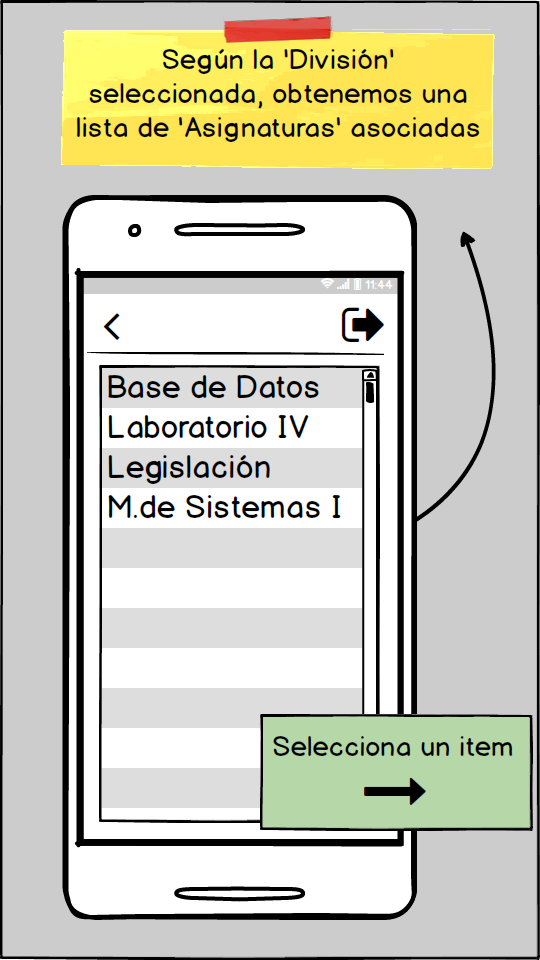 Según la 'División'
seleccionada, obtenemos una
lista de 'Asignaturas' asociadas
11:44
Base de Datos
Laboratorio IV
Legislación
M.de Sistemas I
Selecciona un item